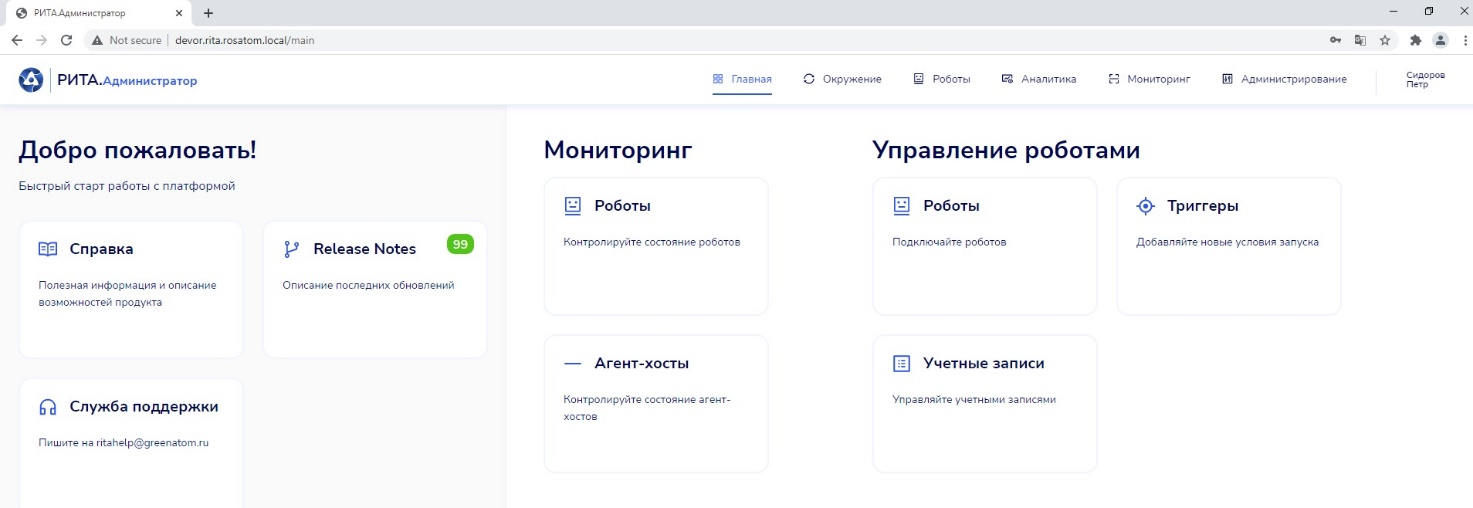 РИТА.Администратор
Not secure | devor.rita.rosatom.local/main
РИТА.Администратор
Главная
Окружение
Роботы
Аналитика
Мониторинг
Администрирование
Сидоров
Петр
Добро пожаловать!
Быстрый старт работы с платформой
Справка
Полезная информация и описание
возможностей продукта
Release Notes
99
Описание последних обновлений
Служба поддержки
Пишите на ritahelp@greenatom.ru
Мониторинг
Роботы
Контролируйте состояние роботов
Агент-хосты
Контролируйте состояние агент-
хостов
Управление роботами
Роботы
Подключайте роботов
Триггеры
Добавляйте новые условия запуска
Учетные записи
Управляйте учетными записями